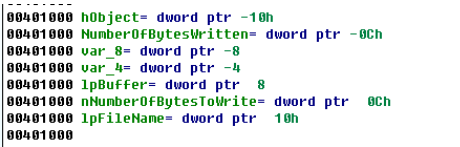 00401000 hObject= dword ptr -10h
00401000 NumberOfBytesWritten= dword ptr -0Ch
00401000 var_8= dword ptr -8
00401000 var_4= dword ptr -4
00401000 lpBuffer= dword ptr  8
00401000 nNumberOfBytesToWrite= dword ptr  0Ch
00401000 lpFileName= dword ptr  10h
00401000